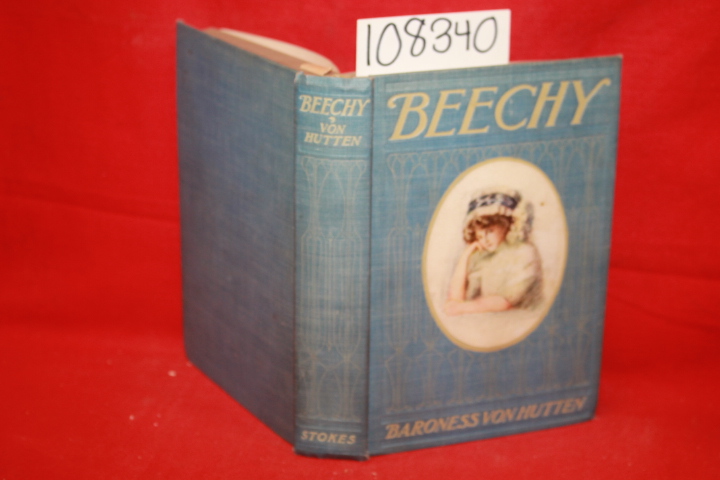 108340
BEECHY
VON
HUTTEN
STOKES
BEECHY
BARONESS VON HUTTEN